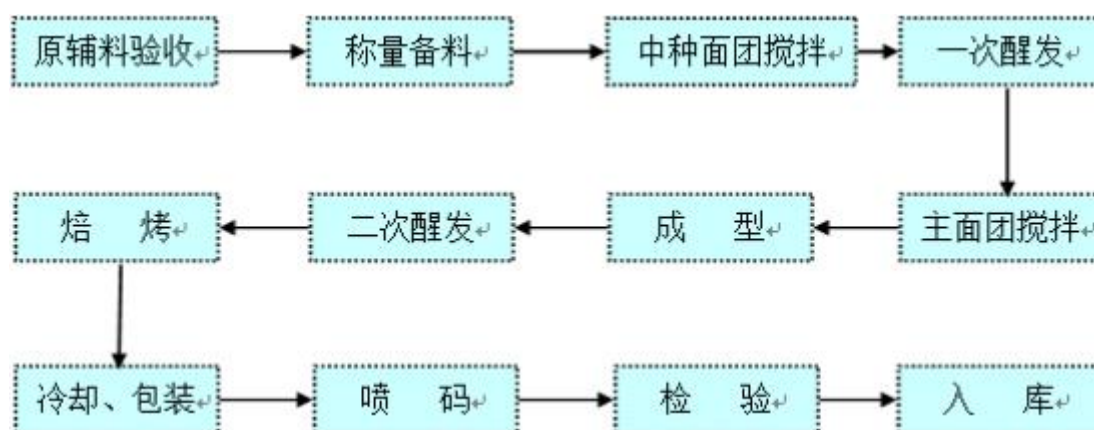 原辅料验收↵ 称量备料↵ 中种面团搅拌↵ 一次醒发↵
焙 烤↵ 二次醒发↵ 成 型↵ 主面团搅拌↵
冷却、包装↵ 喷 码↵ 检 验↵ 入 库↵